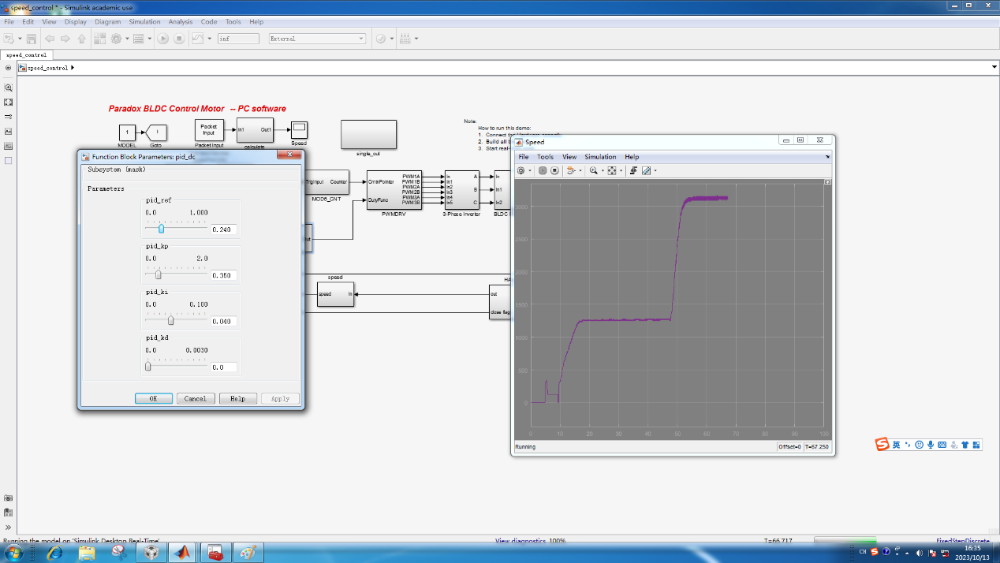 speed_control * - Simulink academic use
File Edit View Display Diagram Simulation Analysis Code Tools Help
inf External
speed_control
speed_control
Paradox BLDC Control Motor -- PC software
1
MODEL
I
Goto
Packet
Input
Packet Input
In1 Out1
calculate
Speed
single_out
Note:
How to run this demo:
1. Connect the
2. Build all t
3. Start real-
TrigInput Counter
MOD6_CNT
CmmPointer
DutyFunc
PWM1A
PWM1B
PWM2A
PWM2B
PWM3A
PWM3B
PWMDRV
In
In1
In2
In3
In4
In5
A
B
C
3-Phase Inverter
In
In1
In2
BLDC
speed
speed In
HA
out
dose flag
Function Block Parameters: pid_dc
Subsystem (mask)
Parameters
pid_ref
0.0 1.000
0.240
pid_kp
0.0 2.0
0.350
pid_ki
0.0 0.100
0.040
pid_kd
0.0 0.0030
0.0
OK Cancel Help Apply
Speed
File Tools View Simulation Help
3000
2500
2000
1500
1000
500
0
0 10 20 30 40 50 60 70 80 90 100
Running Offset=0 T=67.250
英
Running the model on 'Simulink Desktop Real-Time'
View diagnostics 100%
T=66.717
FixedStepDiscrete
CH
16:35
2023/10/13